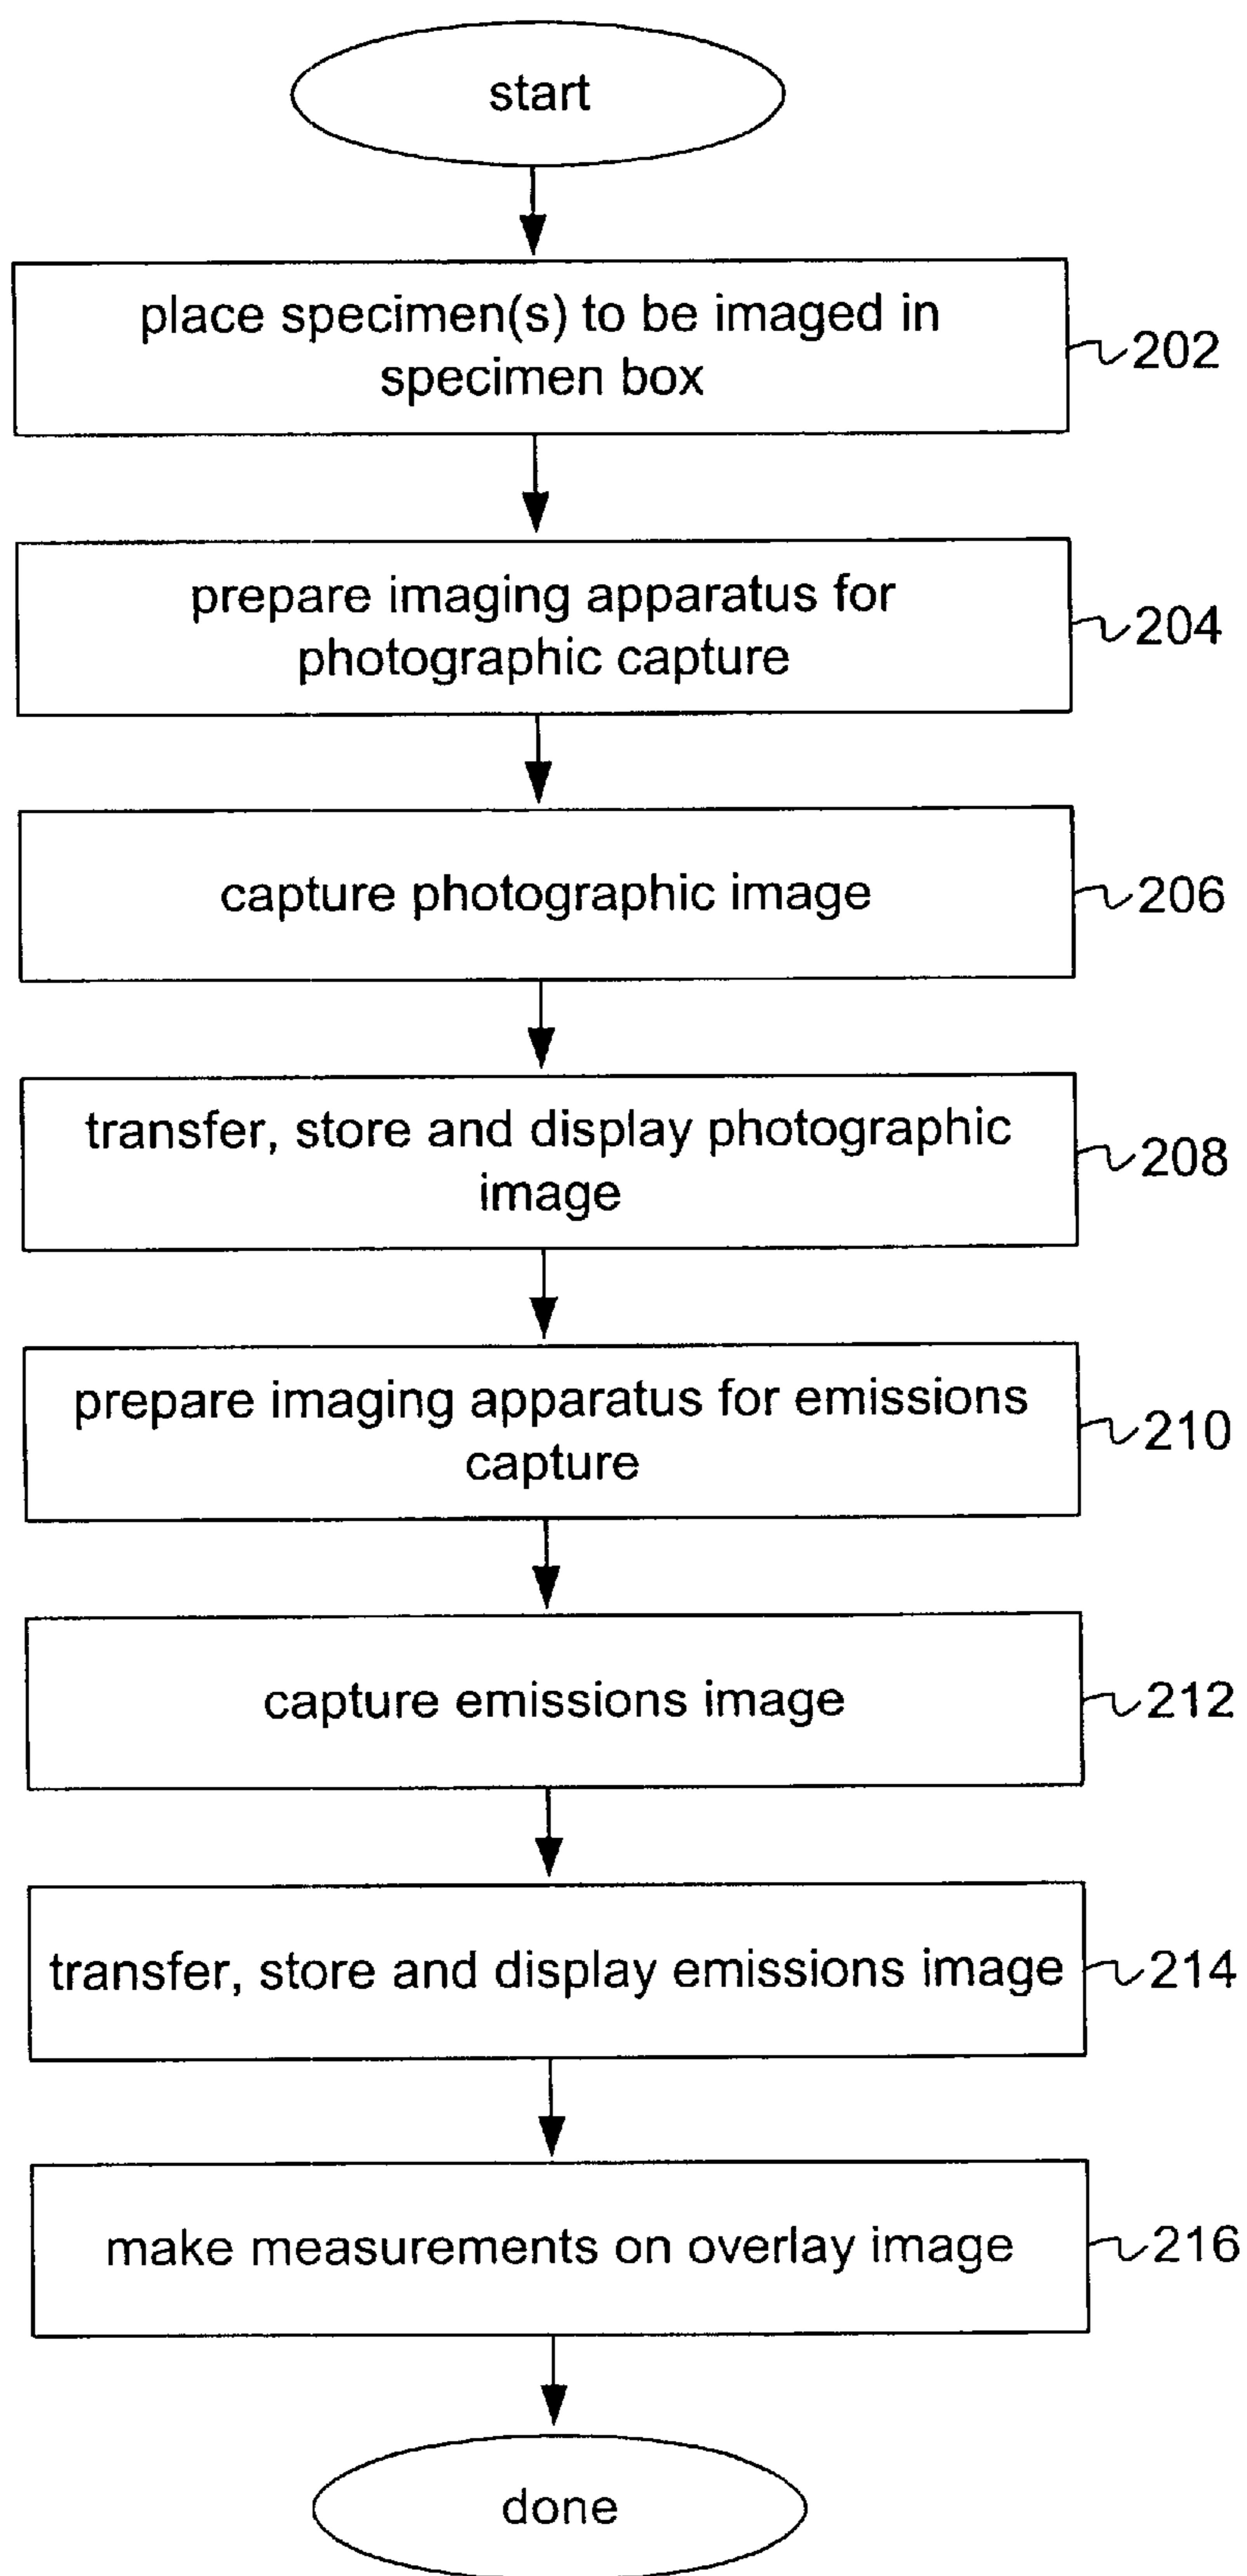 start
place specimen(s) to be imaged in
specimen box
202
prepare imaging apparatus for
photographic capture
204
capture photographic image
206
transfer, store and display photographic
image
208
prepare imaging apparatus for emissions
capture
210
capture emissions image
212
transfer, store and display emissions image
214
make measurements on overlay image
216
done